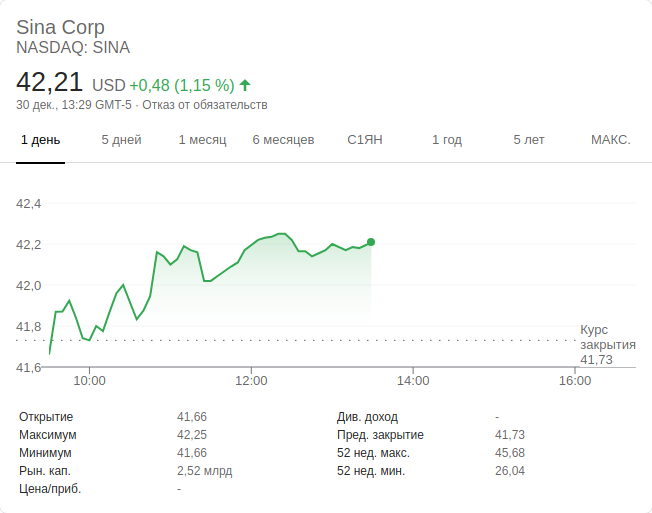 Sina Corp
NASDAQ: SINA
42,21 USD +0,48 (1,15 %)
30 дек., 13:29 GMT-5 · Отказ от обязательств
1 день 5 дней 1 месяц 6 месяцев С1ЯН 1 год 5 лет МАКС.
42,4
42,2
42,0
41,8
41,6
Курс
закрытия
41,73
10:00 12:00 14:00 16:00
Открытие 41,66 Див. доход -
Максимум 42,25 Пред. закрытие 41,73
Минимум 41,66 52 нед. макс. 45,68
Рын. кап. 2,52 млрд 52 нед. мин. 26,04
Цена/приб. -